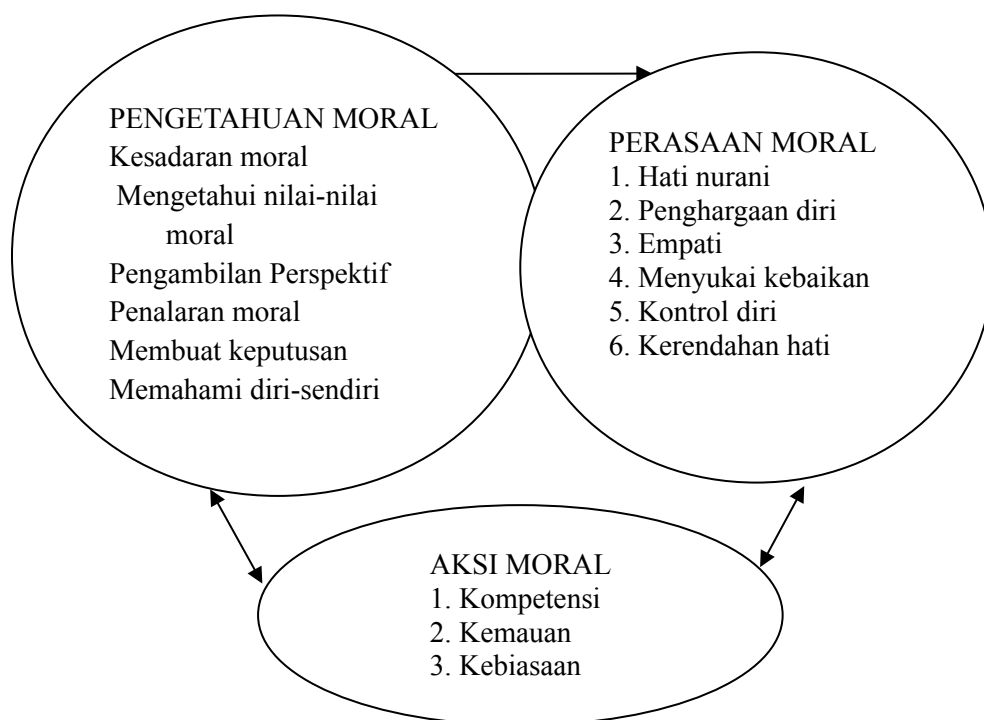 PENGETAHUAN MORAL
Kesadaran moral
Mengetahui nilai-nilai
moral
Pengambilan Perspektif
Penalaran moral
Membuat keputusan
Memahami diri-sendiri
PERASAAN MORAL
1. Hati nurani
2. Penghargaan diri
3. Empati
4. Menyukai kebaikan
5. Kontrol diri
6. Kerendahan hati
AKSI MORAL
1. Kompetensi
2. Kemauan
3. Kebiasaan